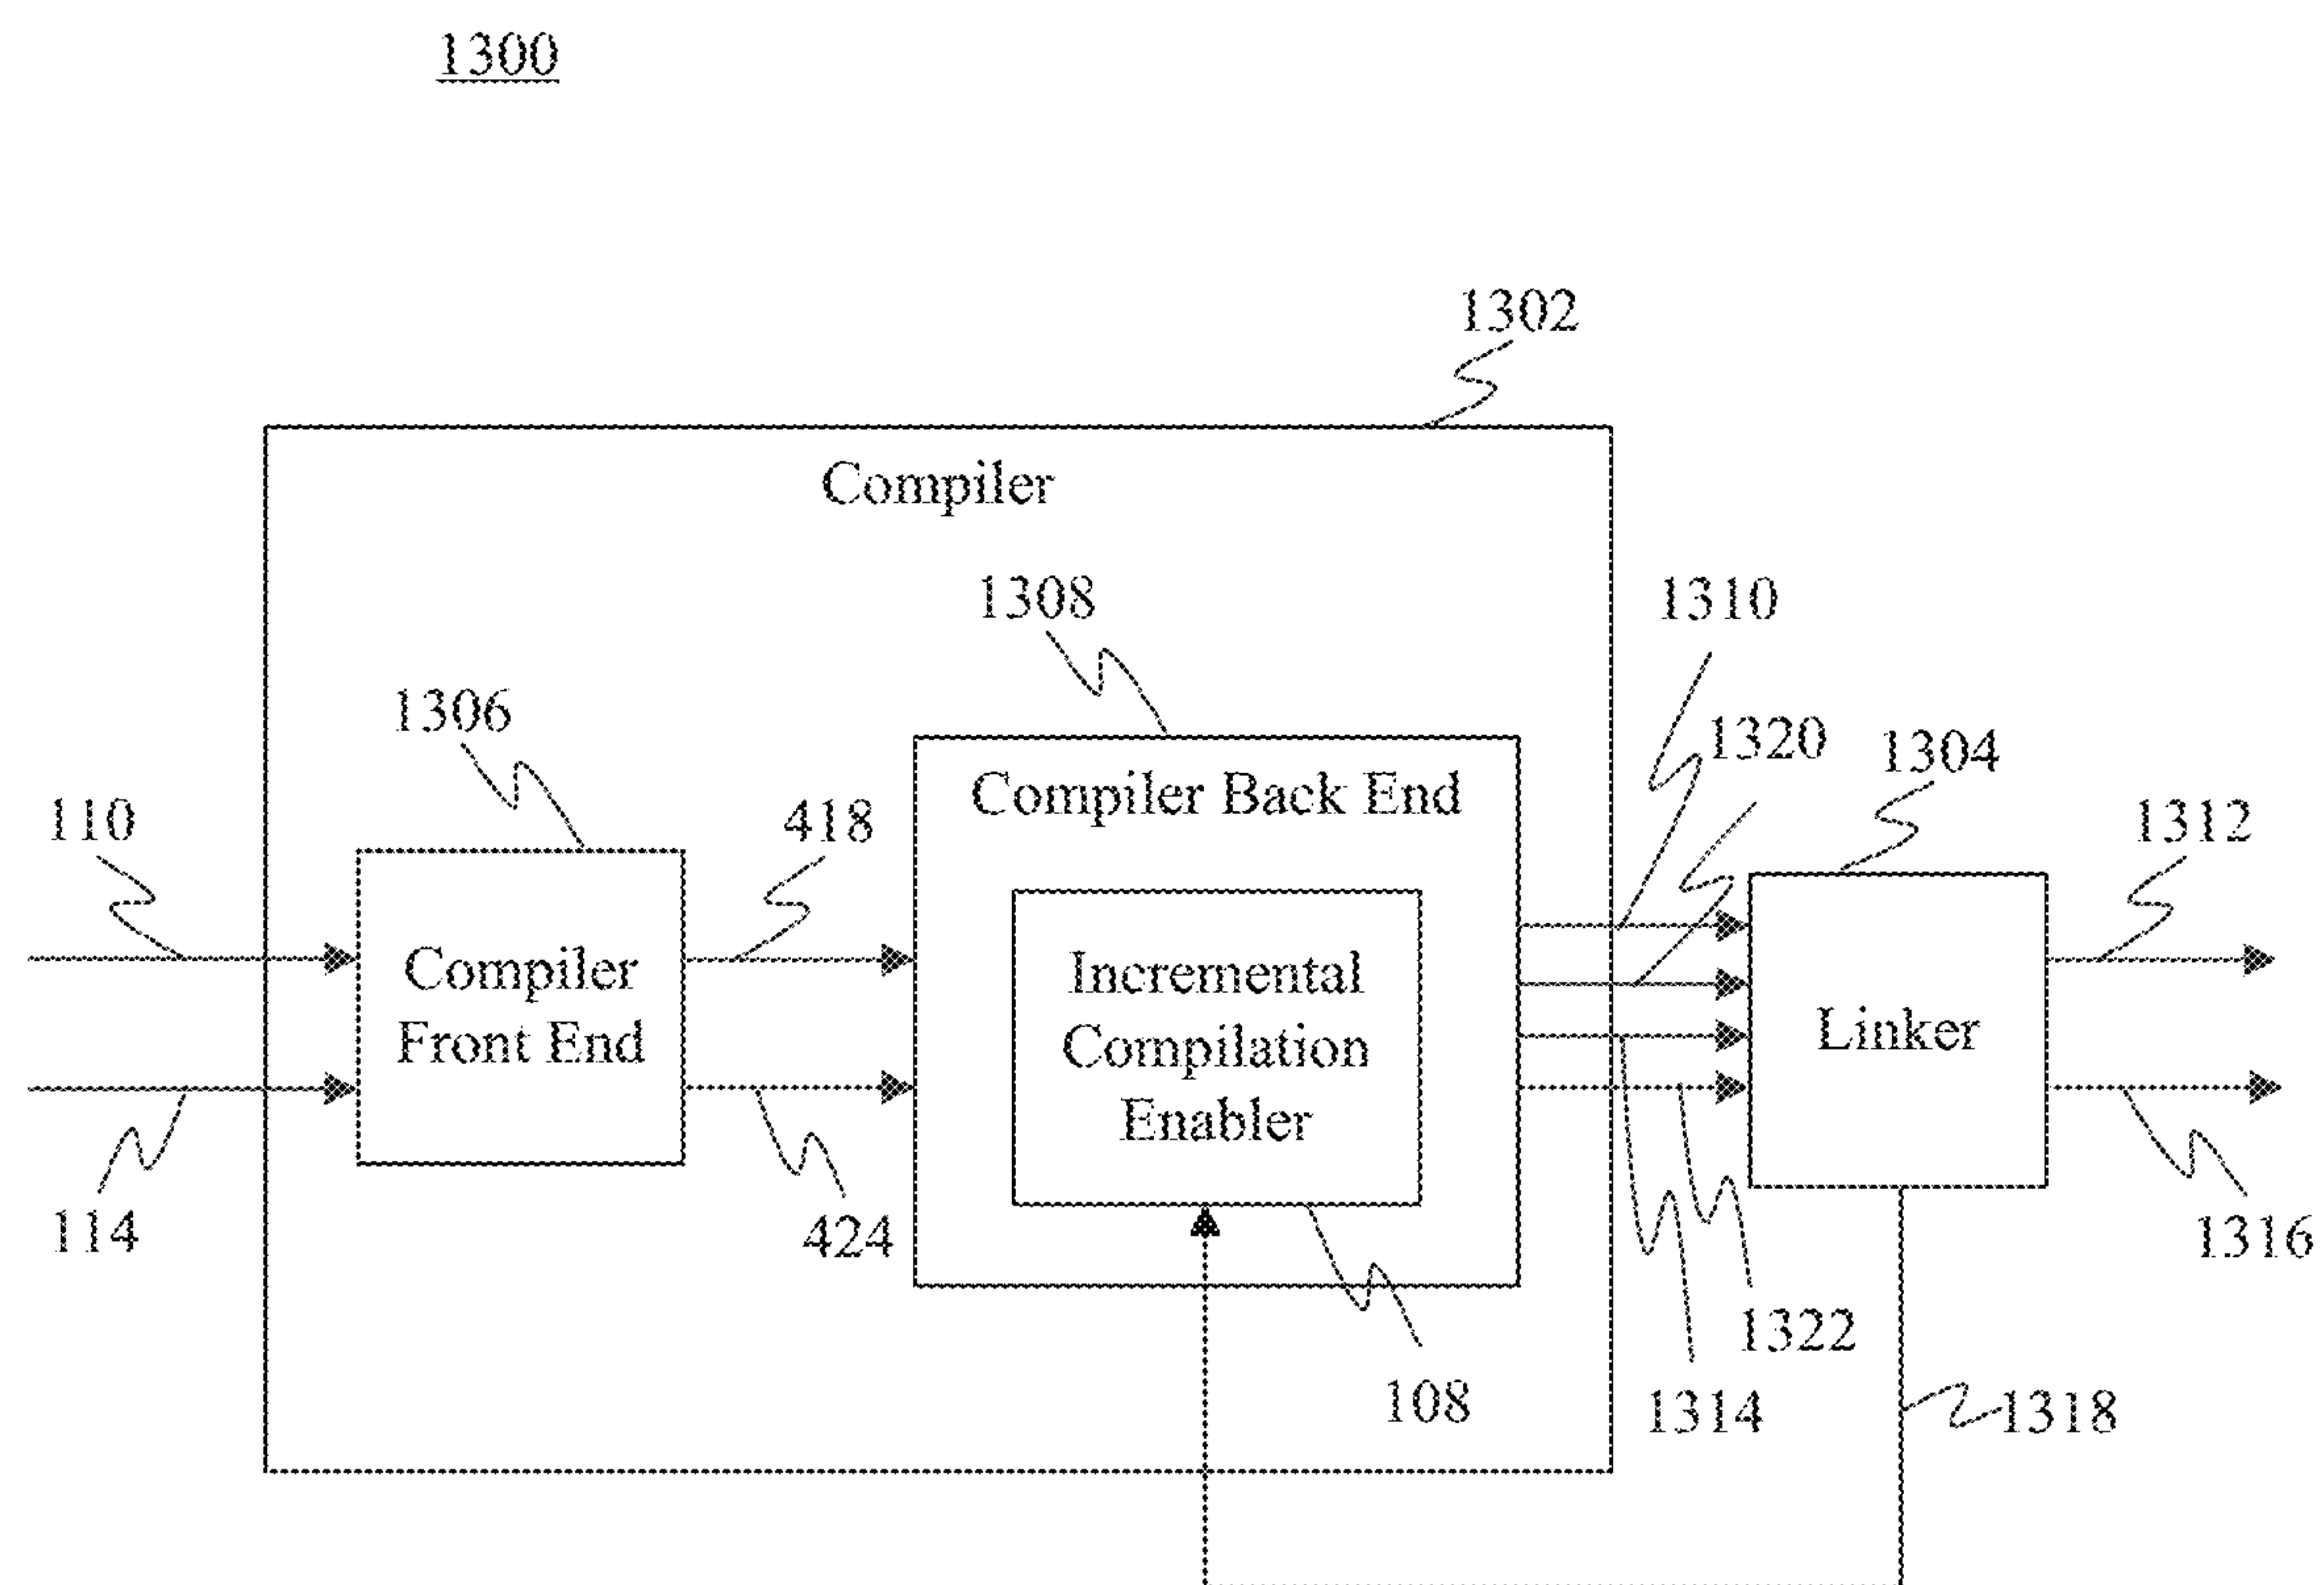 1300
1302
Compiler
1308
1310
1306
1320
1304
110
418
Compiler Back End
1312
Compiler
Front End
Incremental
Compilation
Enabler
Linker
114
424
1316
1322
108
1314
1318